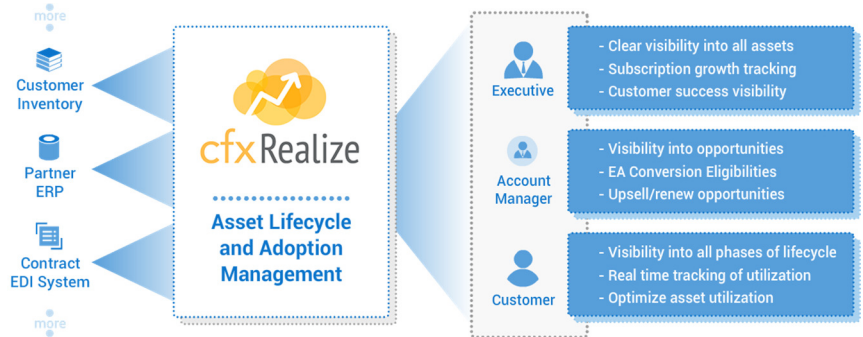 more
Customer
Inventory
Partner
ERP
Contract
EDI System
more
cfxRealize
Asset Lifecycle
and Adoption
Management
Executive
- Clear visibility into all assets
- Subscription growth tracking
- Customer success visibility
Account
Manager
- Visibility into opportunities
- EA Conversion Eligibilities
- Upsell/renew opportunities
Customer
- Visibility into all phases of lifecycle
- Real time tracking of utilization
- Optimize asset utilization